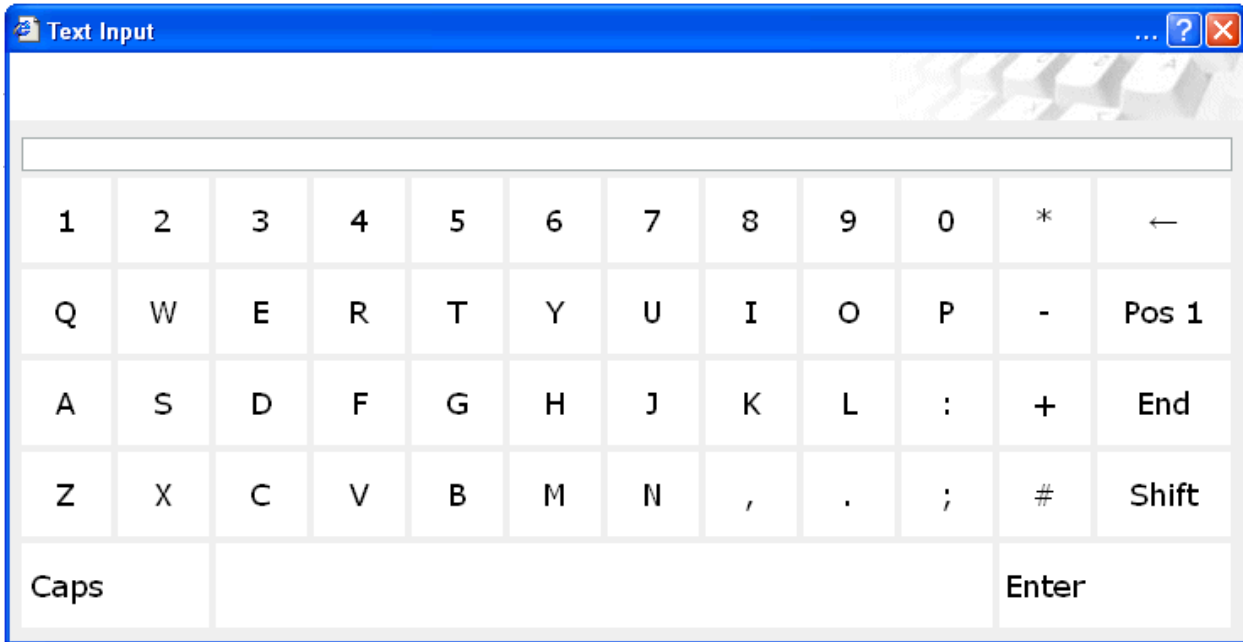 Text Input ... ?
1 2 3 4 5 6 7 8 9 0 * ←
Q W E R T Y U I O P - Pos 1
A S D F G H J K L : + End
Z X C V B M N , . ; # Shift
Caps Enter